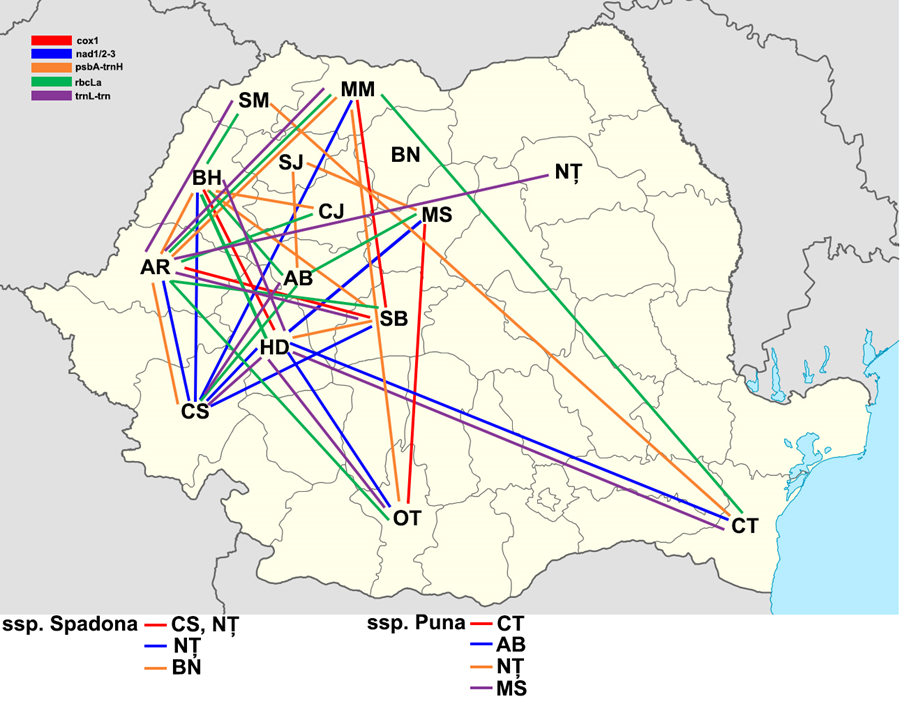 cox1
nad1/2-3
psbA-trnH
rbcLa
trnL-trn
SM
MM
SJ
BN
BH
NȚ
CJ
MS
AR
AB
SB
HD
CS
OT
CT
ssp. Spadona
CS, NȚ
NȚ
BN
ssp. Puna
CT
AB
NȚ
MS